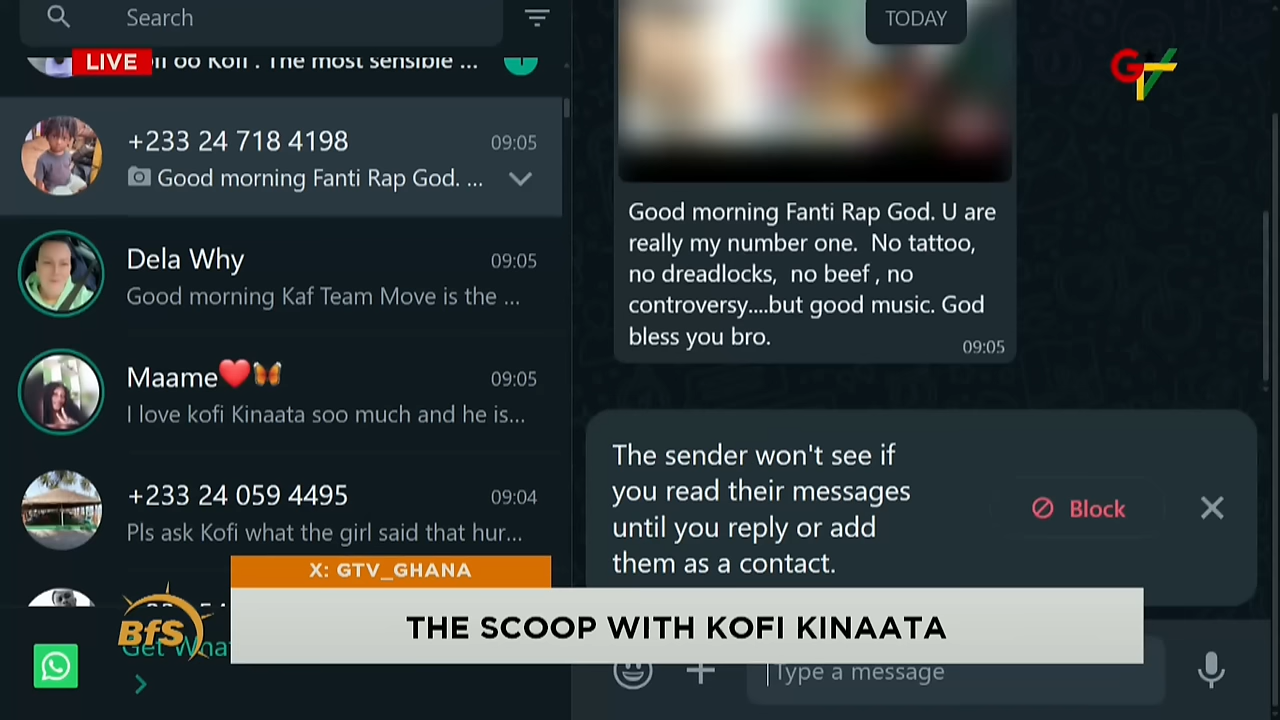 Search
LIVE
Kofi . The most sensible ...
+233 24 718 4198
09:05
Good morning Fanti Rap God. ...
Dela Why
09:05
Good morning Kaf Team Move is the ...
Maame❤️
09:05
I love kofi Kinaata soo much and he is...
+233 24 059 4495
09:04
Pls ask Kofi what the girl said that hur...
TODAY
GTV
Good morning Fanti Rap God. U are
really my number one. No tattoo,
no dreadlocks, no beef , no
controversy....but good music. God
bless you bro.
09:05
The sender won't see if
you read their messages
until you reply or add
them as a contact.
Block
X: GTV_GHANA
BfS
Get
THE SCOOP WITH KOFI KINAATA
Type a message